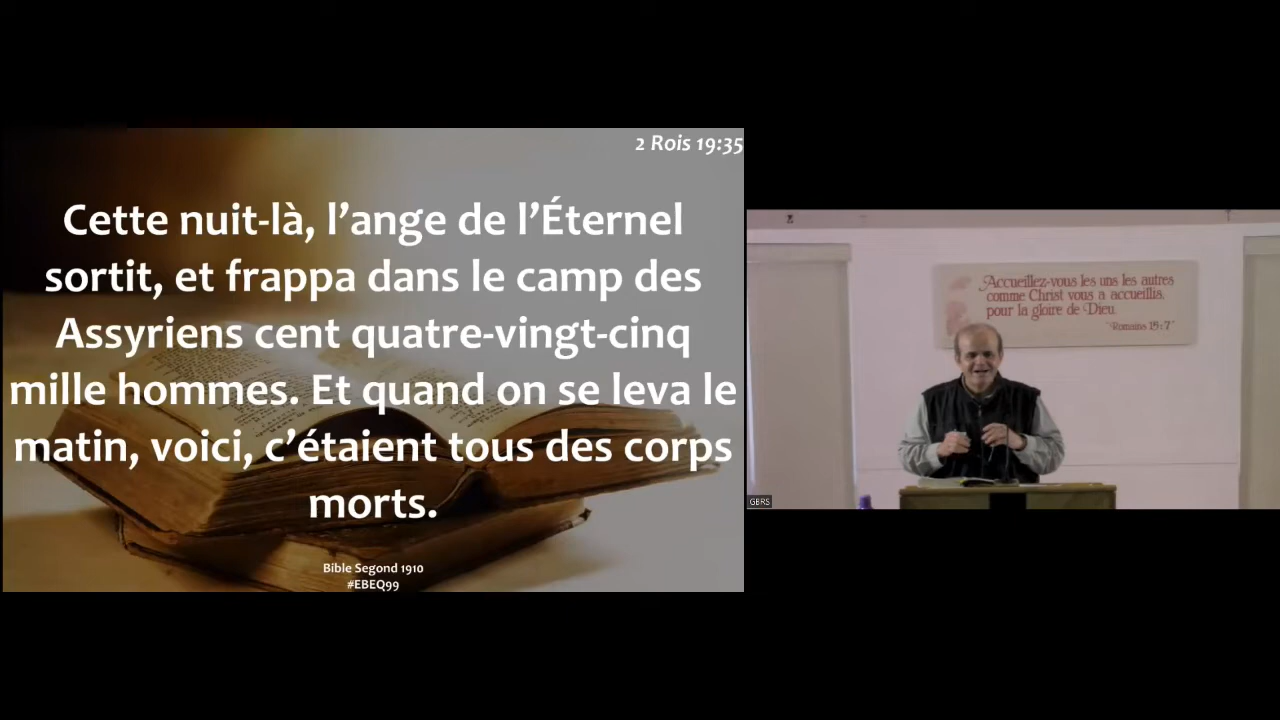 2 Rois 19:35
Cette nuit-là, l’ange de l’Éternel
sortit, et frappa dans le camp des
Assyriens cent quatre-vingt-cinq
mille hommes. Et quand on se leva le
matin, voici, c’étaient tous des corps
morts.
Bible Segond 1910
#EBEQ99
Accueillez-vous les uns les autres
comme Christ vous a accueillis,
pour la gloire de Dieu.
"Romains 15:7"
GBRS